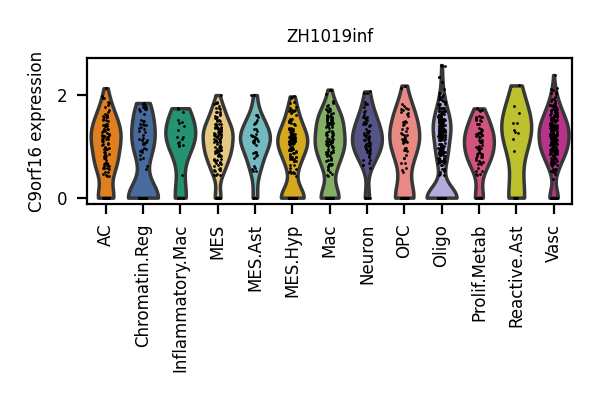 ZH1019inf
C9orf16 expression
2
0
AC
Chromatin.Reg
Inflammatory.Mac
MES
MES.Ast
MES.Hyp
Mac
Neuron
OPC
Oligo
Prolif.Metab
Reactive.Ast
Vasc